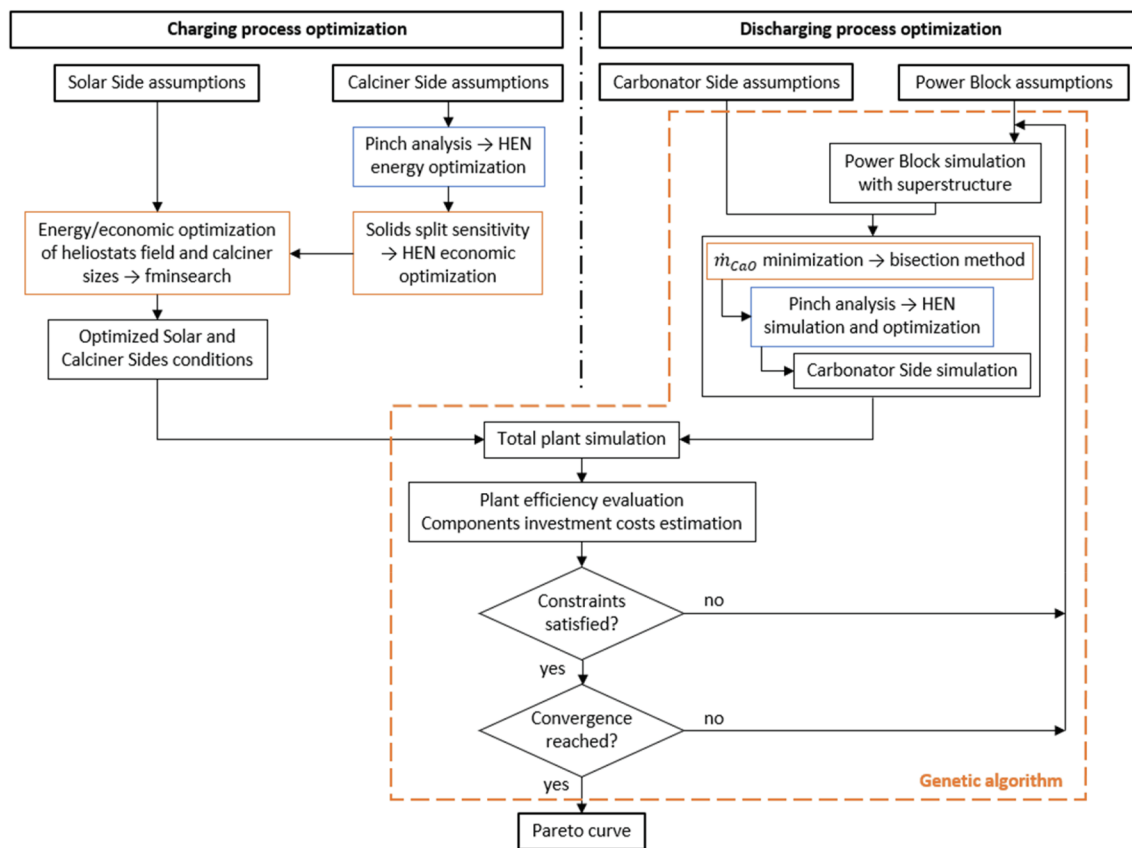 Charging process optimization
Discharging process optimization
Solar Side assumptions
Calciner Side assumptions
Carbonator Side assumptions
Power Block assumptions
Pinch analysis → HEN
energy optimization
Power Block simulation
with superstructure
Energy/economic optimization
of heliostats field and calciner
sizes → fminsearch
Solids split sensitivity
→ HEN economic
optimization
ṁ_CaO minimization → bisection method
Pinch analysis → HEN
simulation and optimization
Carbonator Side simulation
Optimized Solar and
Calciner Sides conditions
Total plant simulation
Plant efficiency evaluation
Components investment costs estimation
Constraints
satisfied?
no
yes
Convergence
reached?
no
yes
Genetic algorithm
Pareto curve